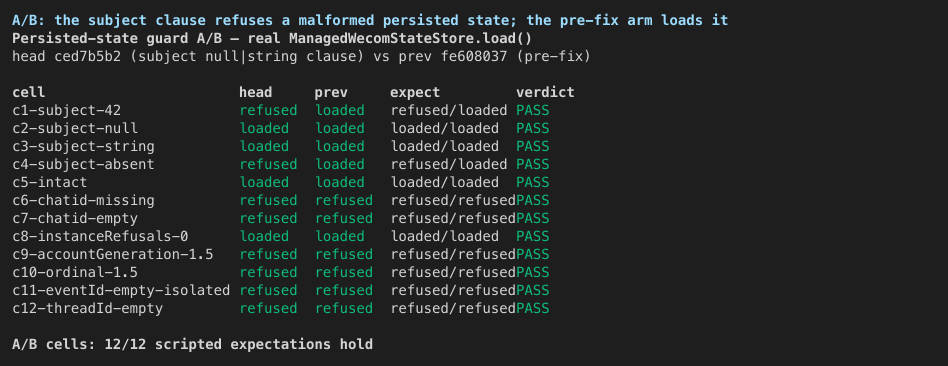 A/B: the subject clause refuses a malformed persisted state; the pre-fix arm loads it
Persisted-state guard A/B — real ManagedWecomStateStore.load()
head ced7b5b2 (subject null|string clause) vs prev fe608037 (pre-fix)
cell head prev expect verdict
c1-subject-42 refused loaded refused/loaded PASS
c2-subject-null loaded loaded loaded/loaded PASS
c3-subject-string loaded loaded loaded/loaded PASS
c4-subject-absent refused loaded refused/loaded PASS
c5-intact loaded loaded loaded/loaded PASS
c6-chatid-missing refused refused refused/refusedPASS
c7-chatid-empty refused refused refused/refusedPASS
c8-instanceRefusals-0 loaded loaded loaded/loaded PASS
c9-accountGeneration-1.5 refused refused refused/refusedPASS
c10-ordinal-1.5 refused refused refused/refusedPASS
c11-eventId-empty-isolated refused refused refused/refusedPASS
c12-threadId-empty refused refused refused/refusedPASS
A/B cells: 12/12 scripted expectations hold